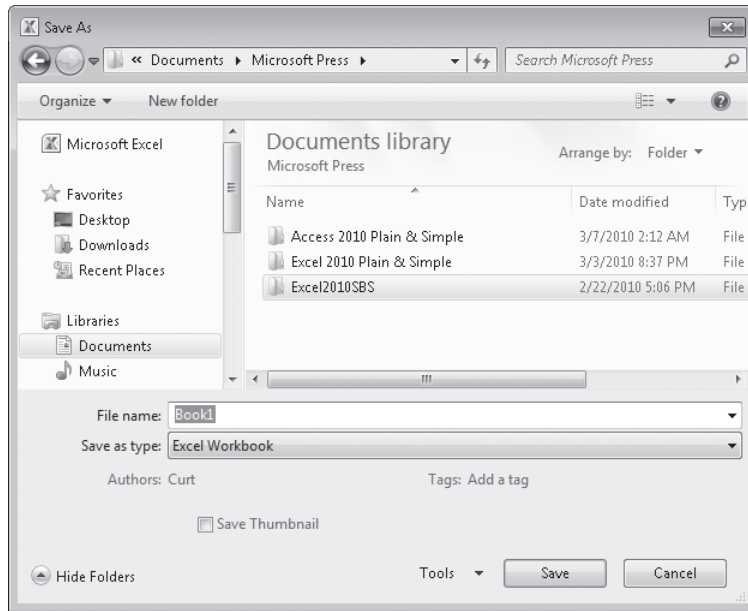 Save As
« Documents ▸ Microsoft Press ▸ Search Microsoft Press
Organize New folder
Microsoft Excel
Favorites
Desktop
Downloads
Recent Places
Libraries
Documents
Music
Documents library
Microsoft Press
Arrange by: Folder
Name Date modified Typ
Access 2010 Plain & Simple 3/7/2010 2:12 AM File
Excel 2010 Plain & Simple 3/3/2010 8:37 PM File
Excel2010SBS 2/22/2010 5:06 PM File
File name: Book1
Save as type: Excel Workbook
Authors: Curt Tags: Add a tag
Save Thumbnail
Hide Folders Tools Save Cancel